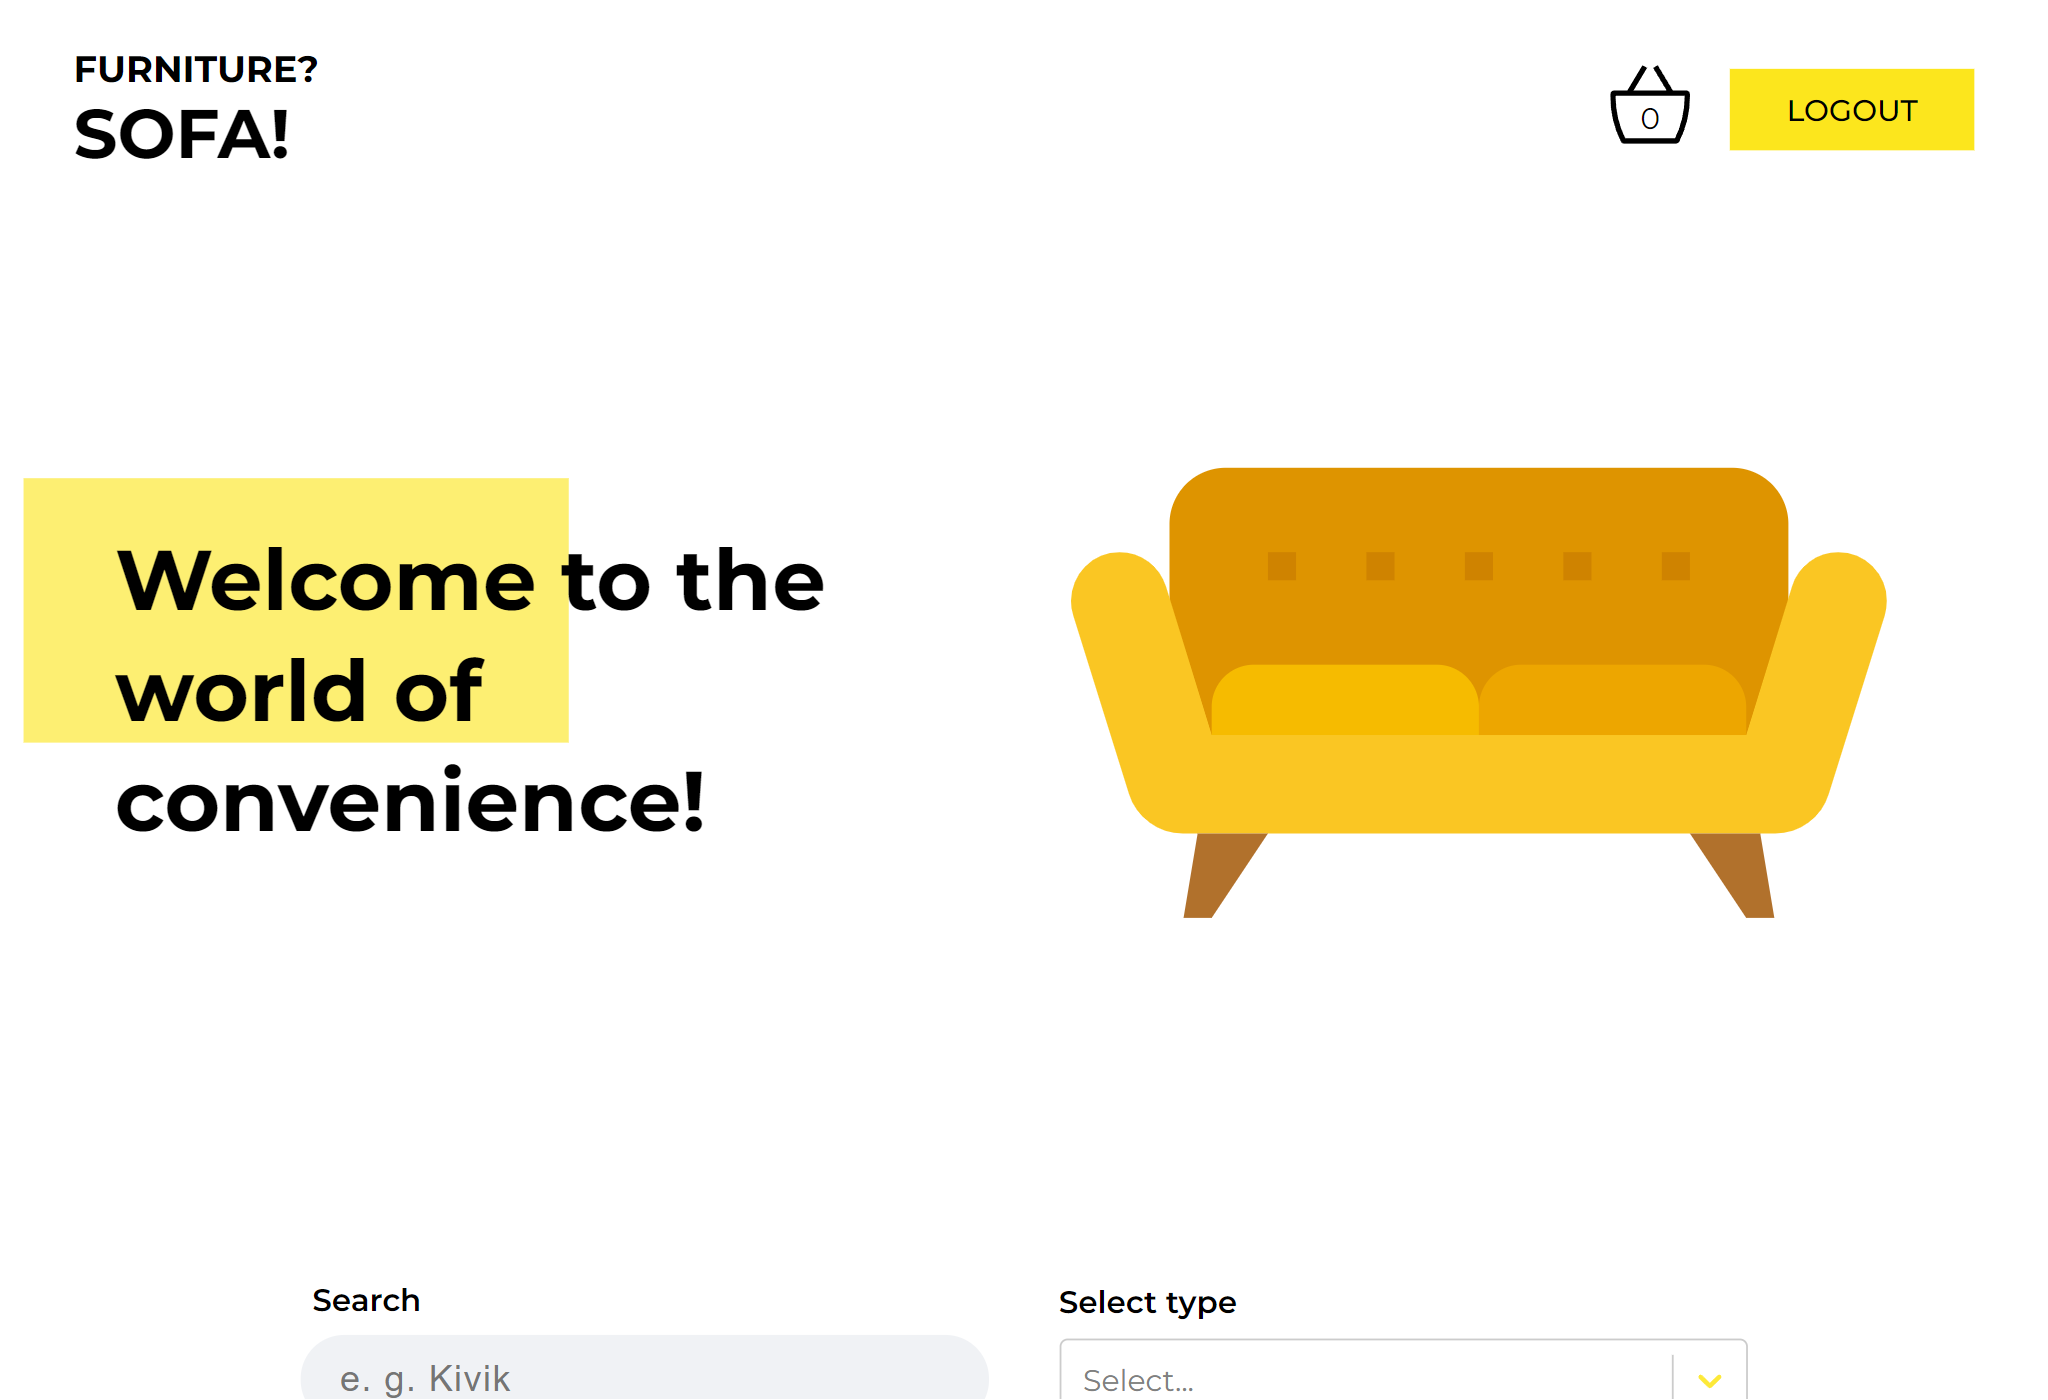 FURNITURE?
SOFA!
0
LOGOUT
Welcome to the
world of
convenience!
Search
e. g. Kivik
Select type
Select...